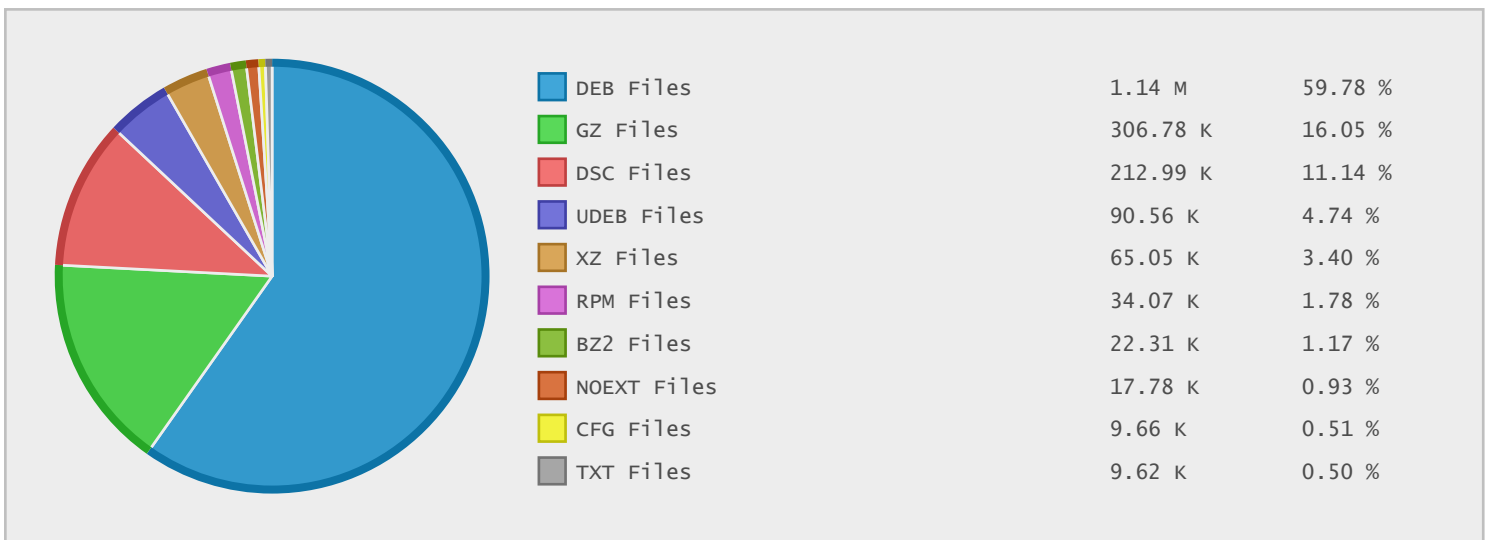 DEB Files 1.14 M 59.78 %
GZ Files 306.78 K 16.05 %
DSC Files 212.99 K 11.14 %
UDEB Files 90.56 K 4.74 %
XZ Files 65.05 K 3.40 %
RPM Files 34.07 K 1.78 %
BZ2 Files 22.31 K 1.17 %
NOEXT Files 17.78 K 0.93 %
CFG Files 9.66 K 0.51 %
TXT Files 9.62 K 0.50 %